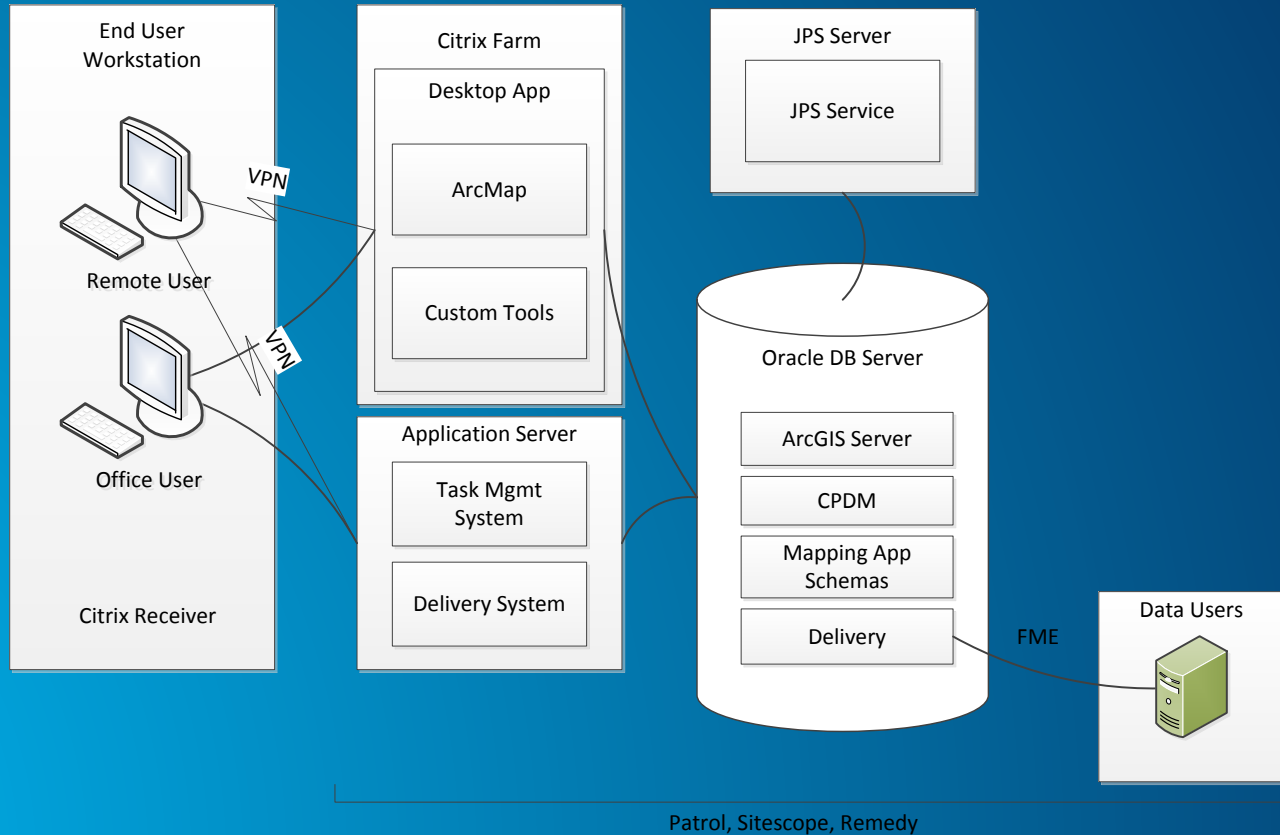 End User
Workstation
VPN
Remote User
VPN
Office User
Citrix Receiver
Citrix Farm
Desktop App
ArcMap
Custom Tools
Application Server
Task Mgmt
System
Delivery System
JPS Server
JPS Service
Oracle DB Server
ArcGIS Server
CPDM
Mapping App
Schemas
Delivery
FME
Data Users
Patrol, Sitescope, Remedy